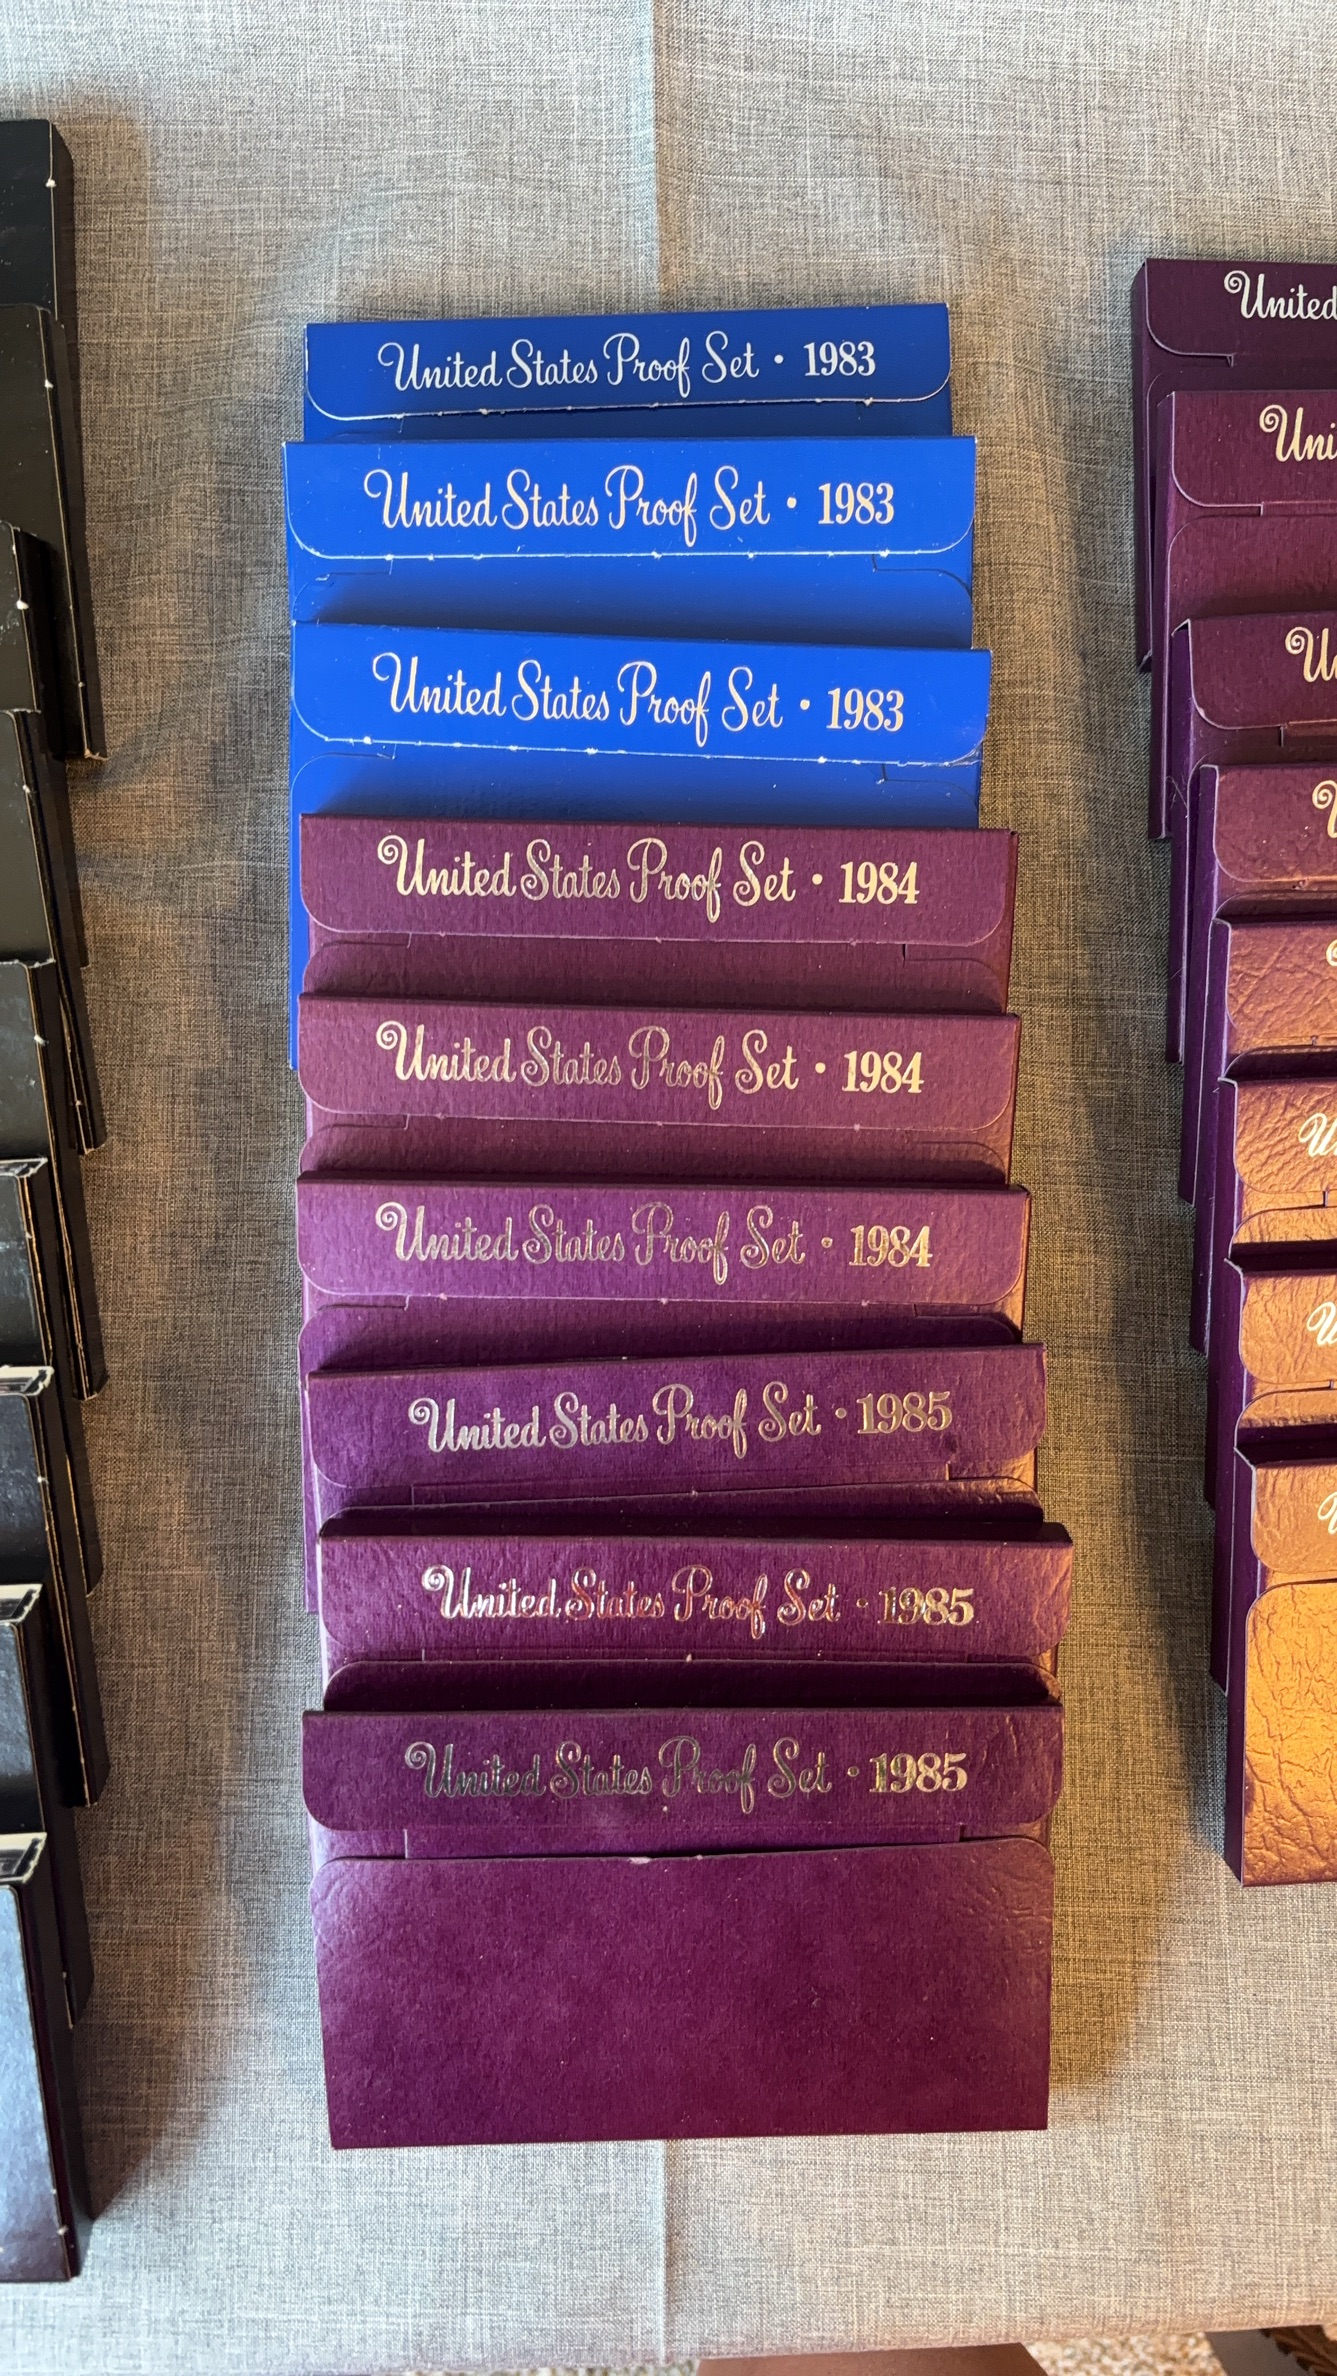 United States Proof Set • 1983
United States Proof Set • 1983
United States Proof Set • 1983
United States Proof Set • 1984
United States Proof Set • 1984
United States Proof Set • 1984
United States Proof Set • 1985
United States Proof Set • 1985
United States Proof Set • 1985
United